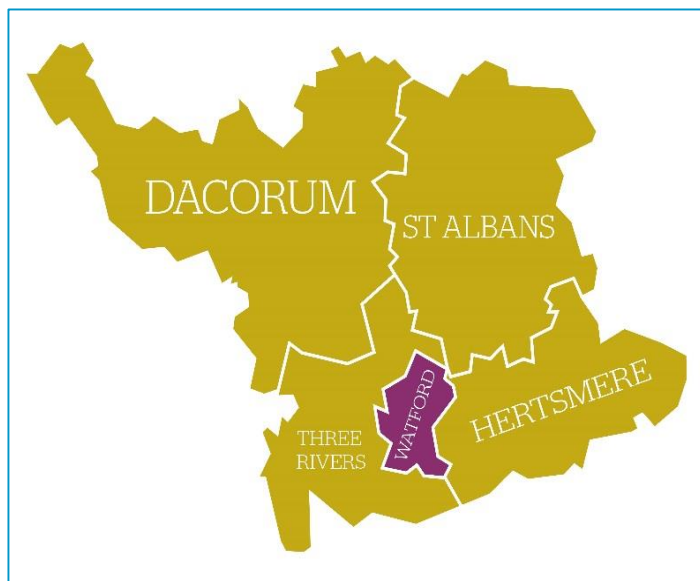 DACORUM
ST ALBANS
WATFORD
HERTSMERE
THREE
RIVERS